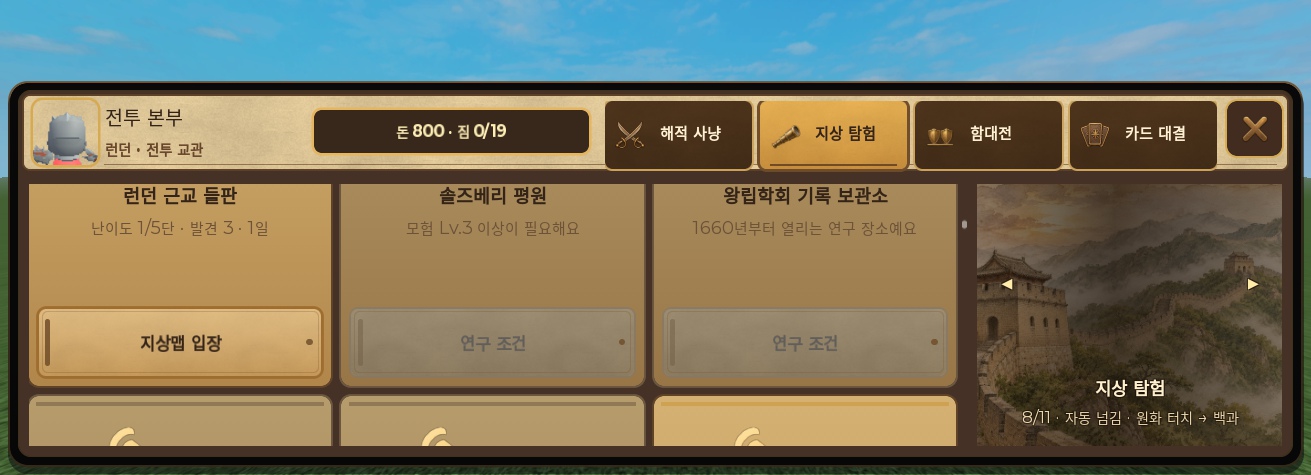 전투 본부
런던 · 전투 교관
돈 800 · 짐 0/19
해적 사냥
지상 탐험
함대전
카드 대결
런던 근교 들판
난이도 1/5단 · 발견 3 · 1일
지상맵 입장
솔즈베리 평원
모험 Lv.3 이상이 필요해요
연구 조건
왕립학회 기록 보관소
1660년부터 열리는 연구 장소예요
연구 조건
지상 탐험
8/11 · 자동 넘김 · 원화 터치 → 백과